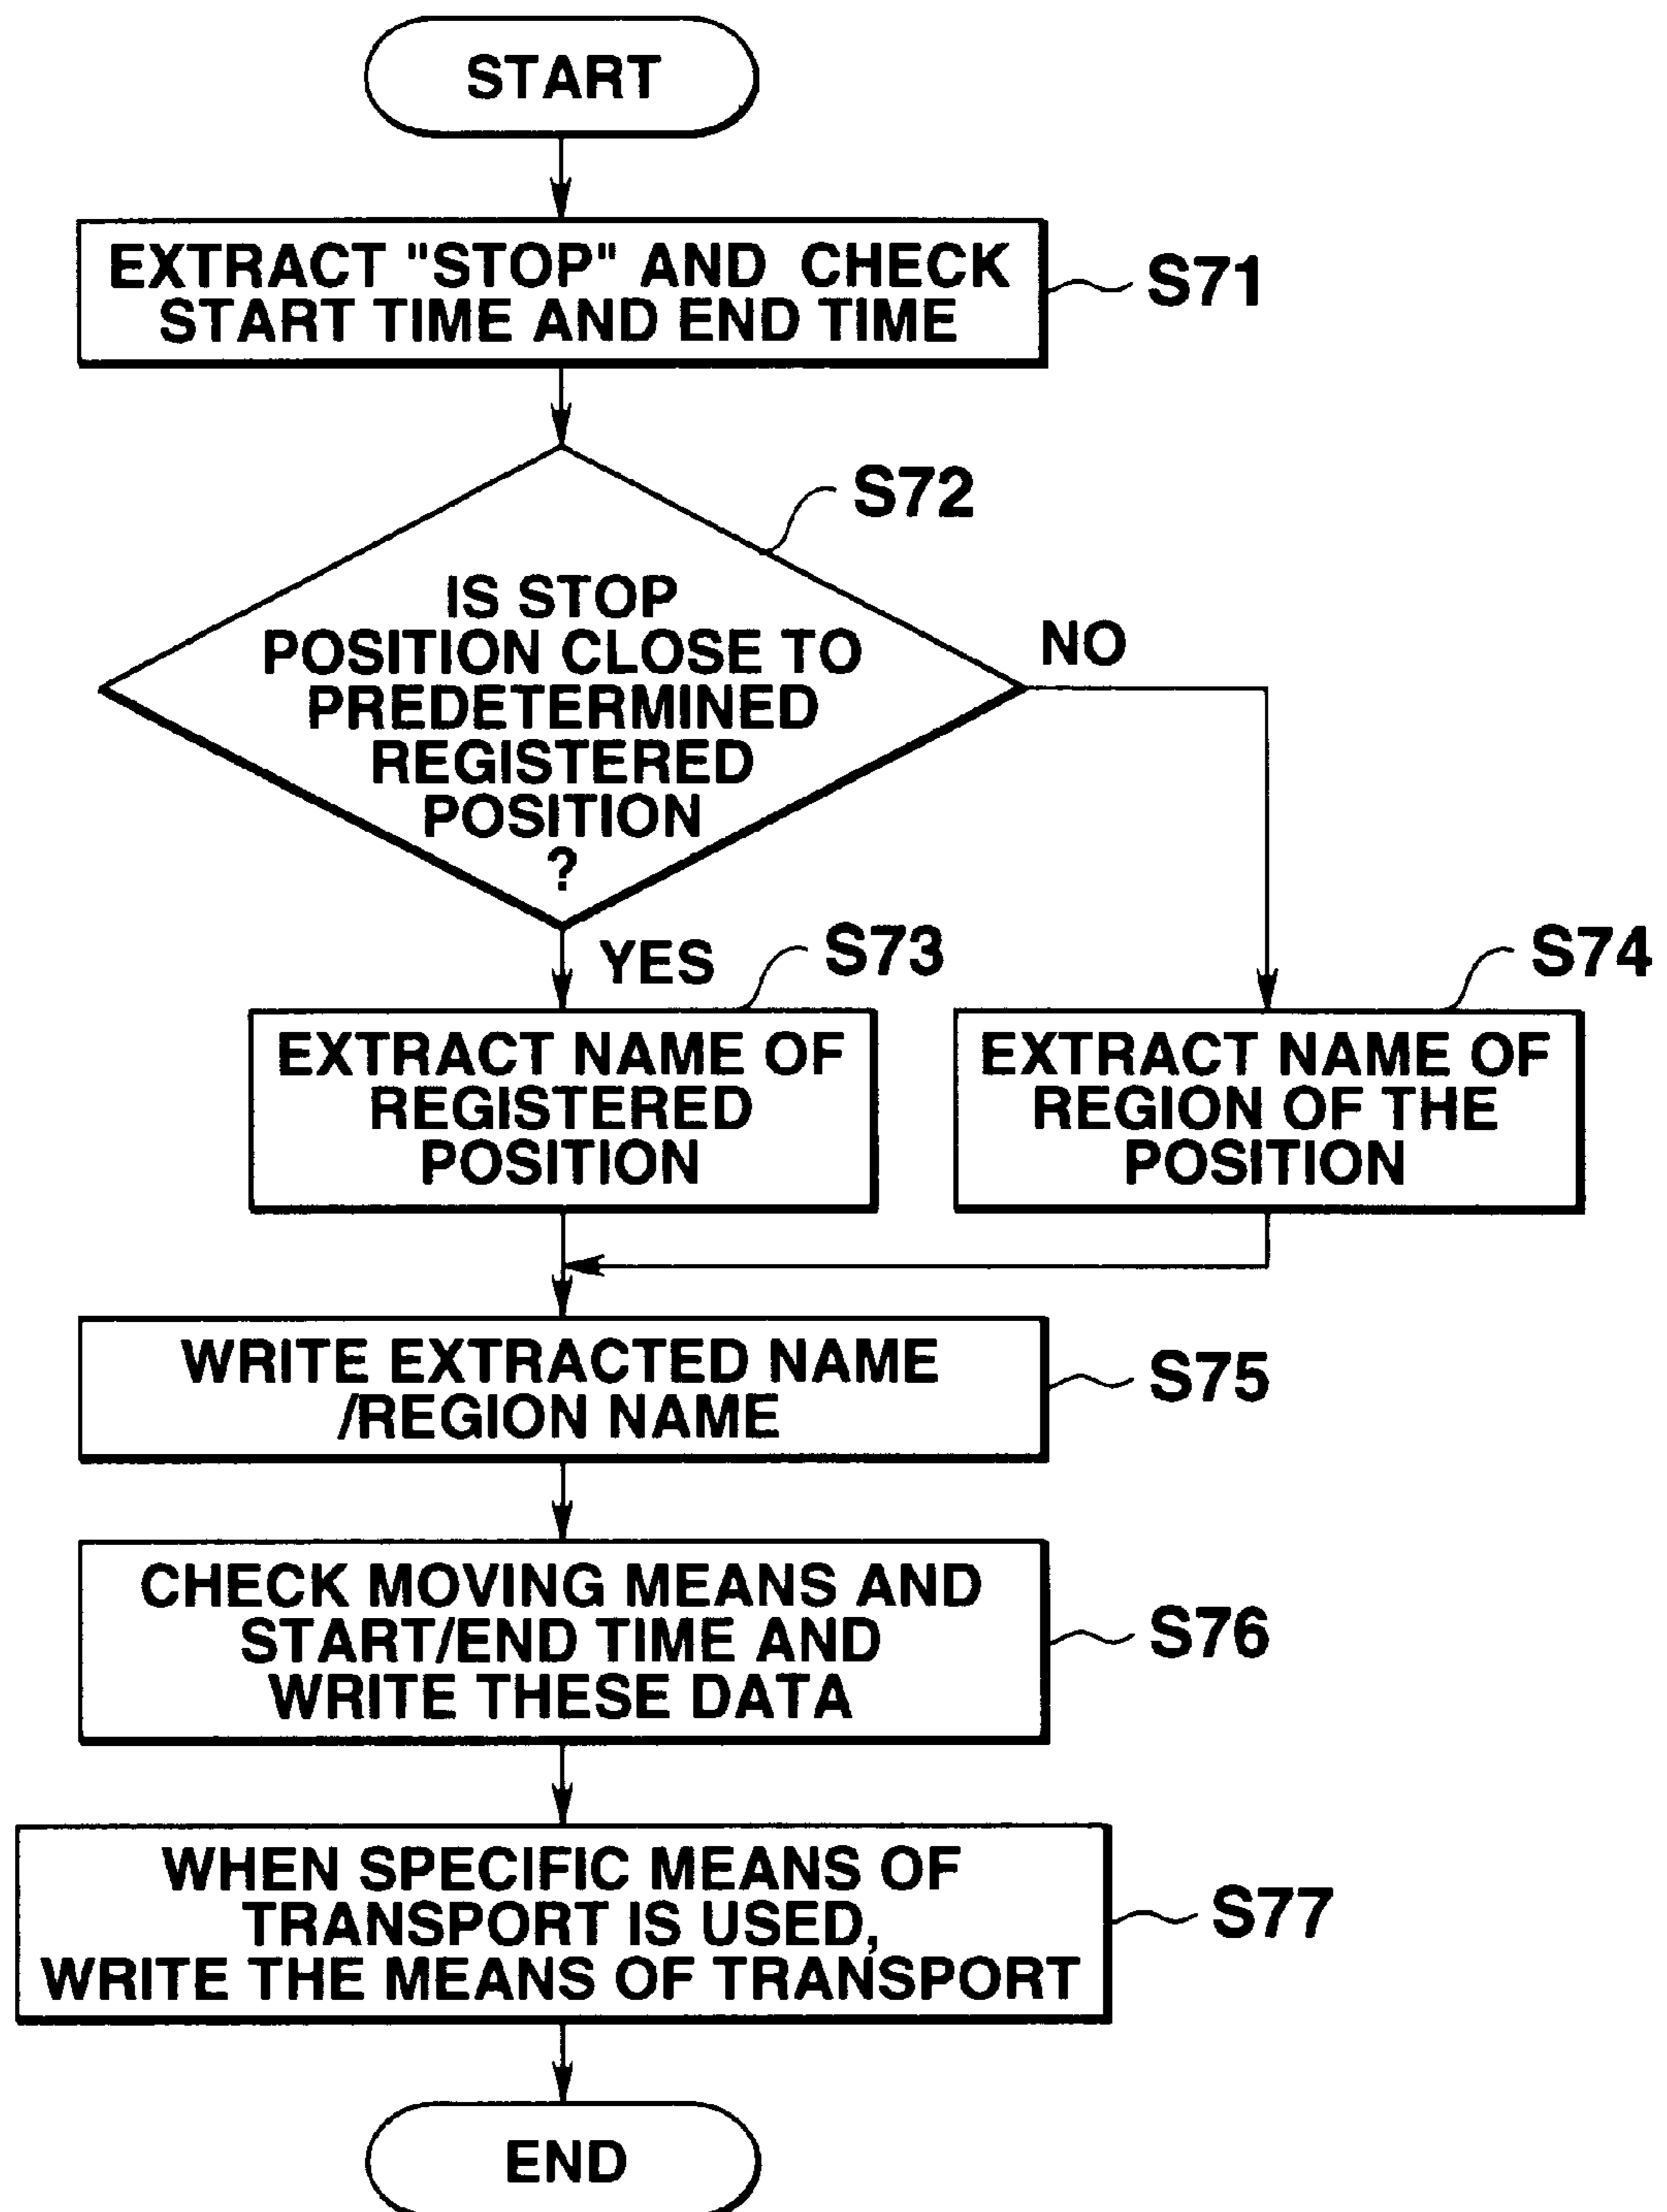 START
EXTRACT "STOP" AND CHECK
START TIME AND END TIME
S71
S72
IS STOP
POSITION CLOSE TO
PREDETERMINED
REGISTERED
POSITION
?
NO
YES
S73
S74
EXTRACT NAME OF
REGISTERED
POSITION
EXTRACT NAME OF
REGION OF THE
POSITION
WRITE EXTRACTED NAME
/REGION NAME
S75
CHECK MOVING MEANS AND
START/END TIME AND
WRITE THESE DATA
S76
WHEN SPECIFIC MEANS OF
TRANSPORT IS USED,
WRITE THE MEANS OF TRANSPORT
S77
END